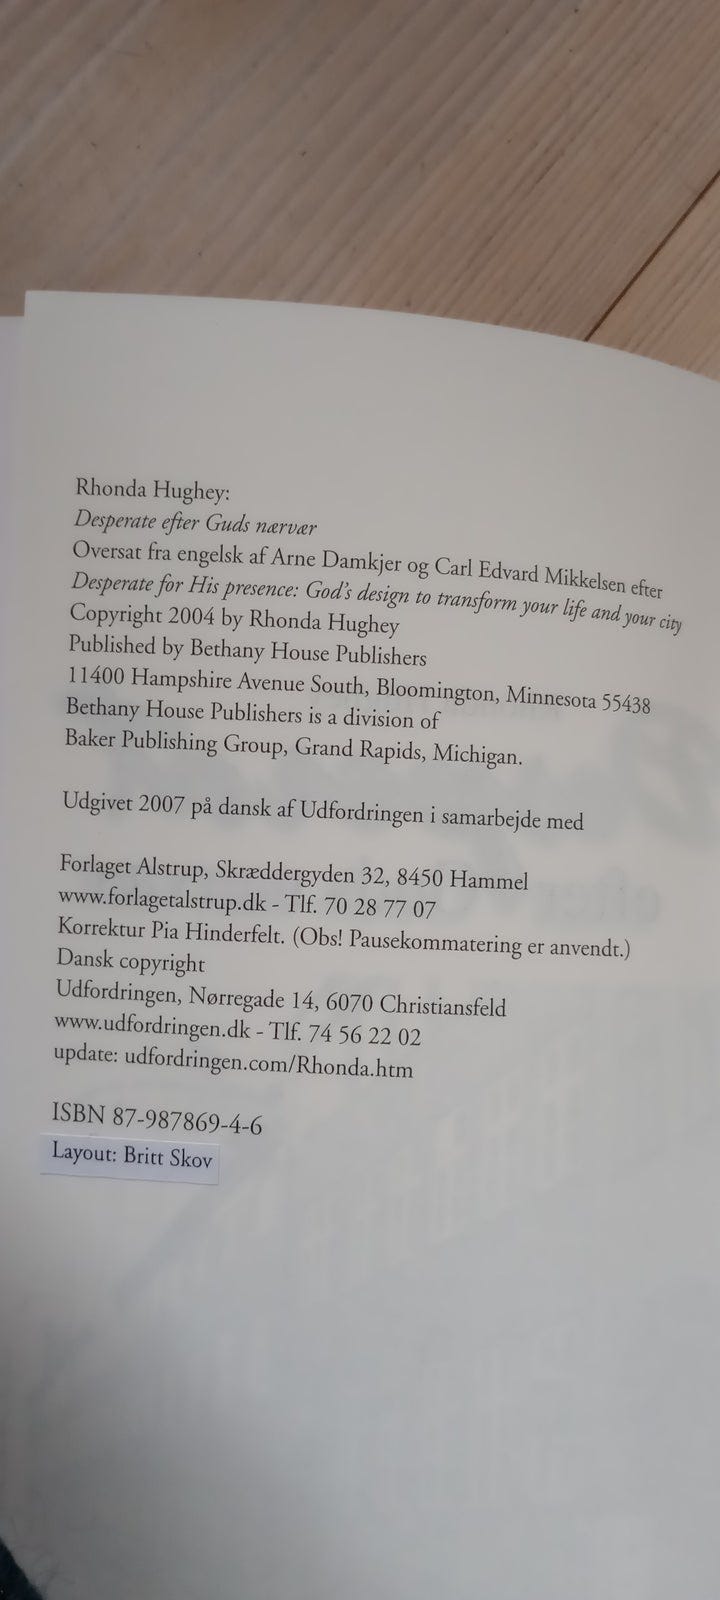 Rhonda Hughey:
Desperate efter Guds nærvær
Oversat fra engelsk af Arne Damkjer og Carl Edvard Mikkelsen efter
Desperate for His presence: God's design to transform your life and your city
Copyright 2004 by Rhonda Hughey
Published by Bethany House Publishers
11400 Hampshire Avenue South, Bloomington, Minnesota 55438
Bethany House Publishers is a division of
Baker Publishing Group, Grand Rapids, Michigan.
Udgivet 2007 på dansk af Udfordringen i samarbejde med
Forlaget Alstrup, Skræddergyden 32, 8450 Hammel
www.forlagetalstrup.dk - Tlf. 70 28 77 07
Korrektur Pia Hinderfelt. (Obs! Pausekommatering er anvendt.)
Dansk copyright
Udfordringen, Nørregade 14, 6070 Christiansfeld
www.udfordringen.dk - Tlf. 74 56 22 02
update: udfordringen.com/Rhonda.htm
ISBN 87-987869-4-6
Layout: Britt Skov